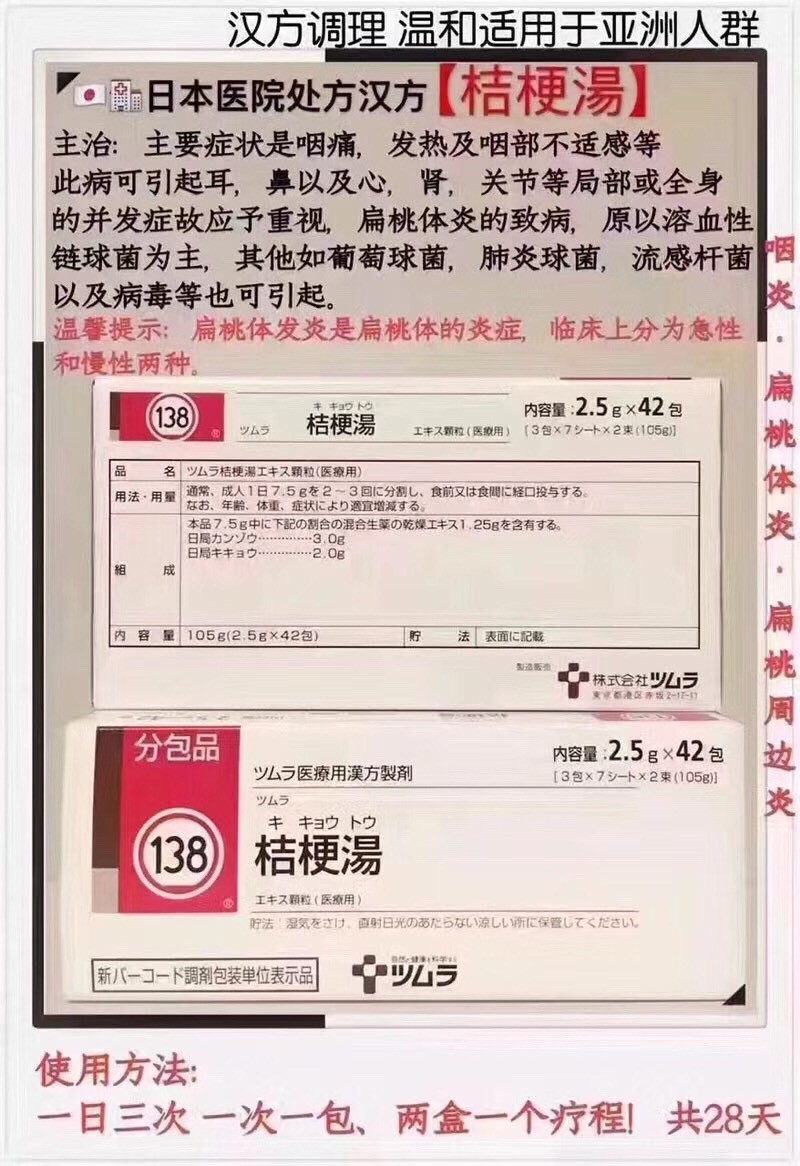 汉方调理 温和适用于亚洲人群
日本医院处方汉方【桔梗湯】
主治: 主要症状是咽痛, 发热及咽部不适感等
此病可引起耳, 鼻以及心, 肾, 关节等局部或全身
的并发症故应予重视, 扁桃体炎的致病, 原以溶血性
链球菌为主, 其他如葡萄球菌, 肺炎球菌, 流感杆菌
以及病毒等也可引起。
温馨提示: 扁桃体发炎是扁桃体的炎症, 临床上分为急性
和慢性两种。
咽炎·扁桃体炎·扁桃周边炎
138
®
ツムラ
キ キョウ トウ
桔梗湯
エキス顆粒(医療用)
内容量:2.5g×42包
[3包×7シート×2束(105g)]
品名 ツムラ桔梗湯エキス顆粒(医療用)
用法・用量 通常、成人1日7.5gを2~3回に分割し、食前又は食間に経口投与する。
なお、年齢、体重、症状により適宜増減する。
組成 本品7.5g中に下記の割合の混合生薬の乾燥エキス1.25gを含有する。
日局カンゾウ…………3.0g
日局キキョウ…………2.0g
内容量 105g(2.5g×42包) 貯法 表面に記載
製造販売 株式会社ツムラ
東京都港区赤坂2-17-11
分包品
138
®
ツムラ医療用漢方製剤
内容量:2.5g×42包
[3包×7シート×2束(105g)]
ツムラ
キ キョウ トウ
桔梗湯
エキス顆粒(医療用)
貯法:湿気をさけ、直射日光のあたらない涼しい所に保管してください。
新バーコード調剤包装単位表示品
自然と健康を科学する
ツムラ
使用方法:
一日三次 一次一包、两盒一个疗程! 共28天